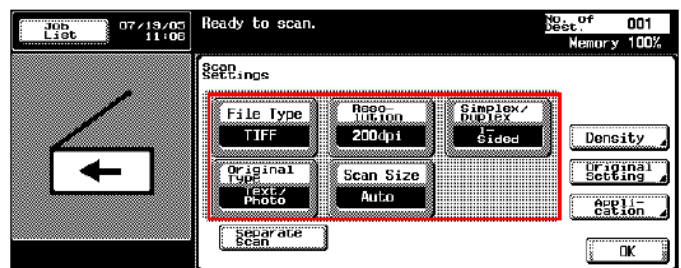 Job
List
07/19/05
11:08
Ready to scan.
No. of
Dest.
001
Memory 100%
Scan
Settings
File Type
TIFF
Reso-
lution
200dpi
Simplex/
Duplex
1-
Sided
Density
Original
Type
Text/
Photo
Scan Size
Auto
Original
Setting
Appli-
cation
Separate
Scan
OK